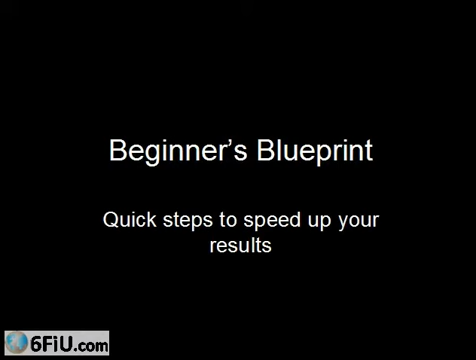 Beginner’s Blueprint
Quick steps to speed up your
results
6FiU.com